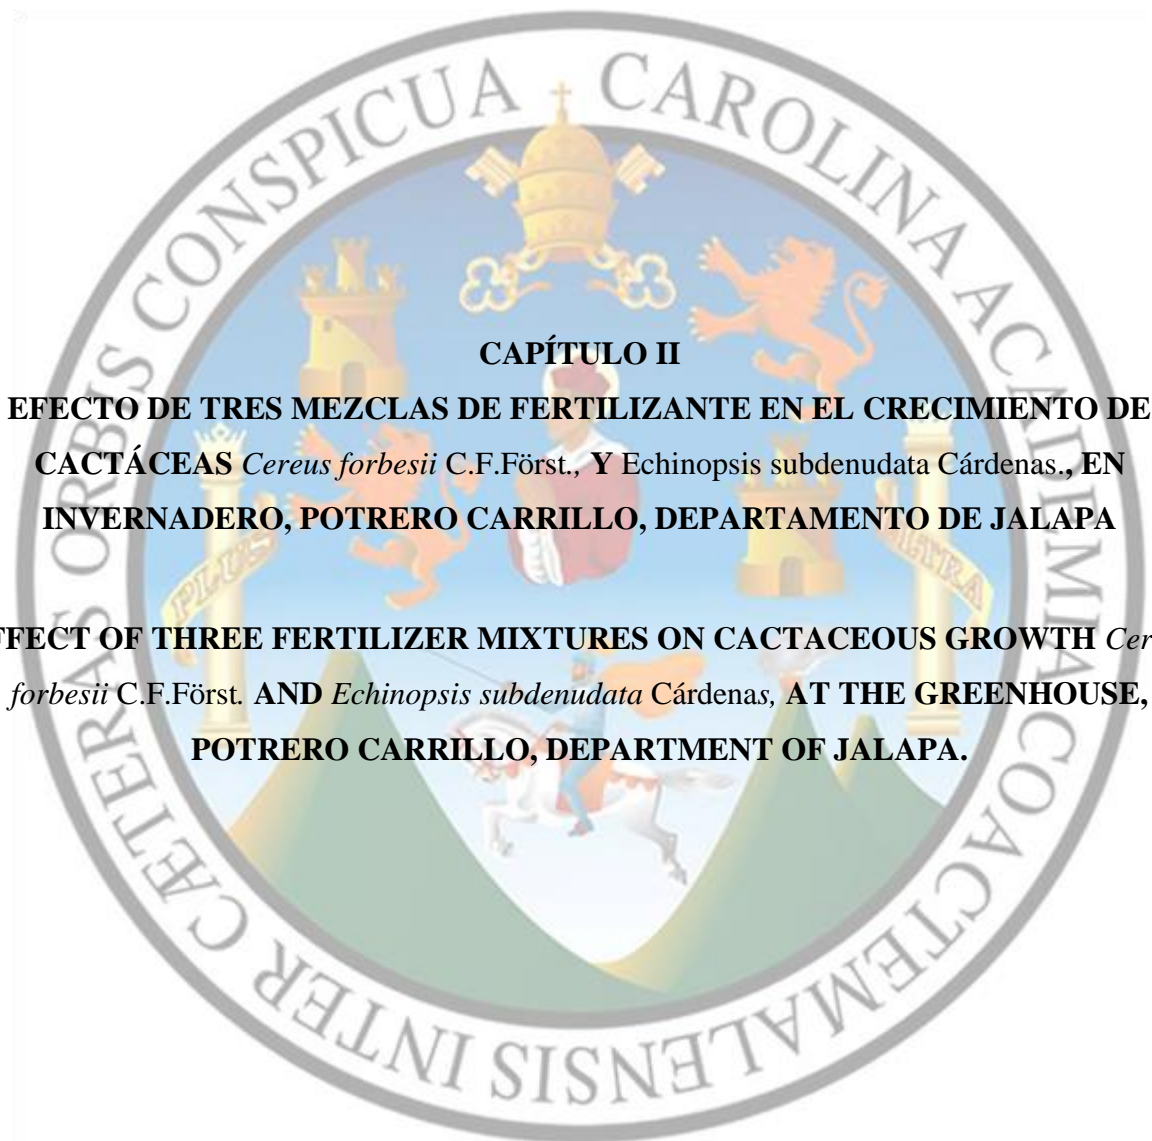 CAPÍTULO II
EFECTO DE TRES MEZCLAS DE FERTILIZANTE EN EL CRECIMIENTO DE
CACTÁCEAS Cereus forbesii C.F.Först., Y Echinopsis subdenudata Cárdenas., EN
INVERNADERO, POTRERO CARRILLO, DEPARTAMENTO DE JALAPA
FFECT OF THREE FERTILIZER MIXTURES ON CACTACEOUS GROWTH Cer
forbesii C.F.Först. AND Echinopsis subdenudata Cárdenas, AT THE GREENHOUSE,
POTRERO CARRILLO, DEPARTMENT OF JALAPA.
CAROLINA ACADEMIA COACTEMALENSIS INTER CÆTERAS ORBIS CONSPICUA
PLUS
ULTRA